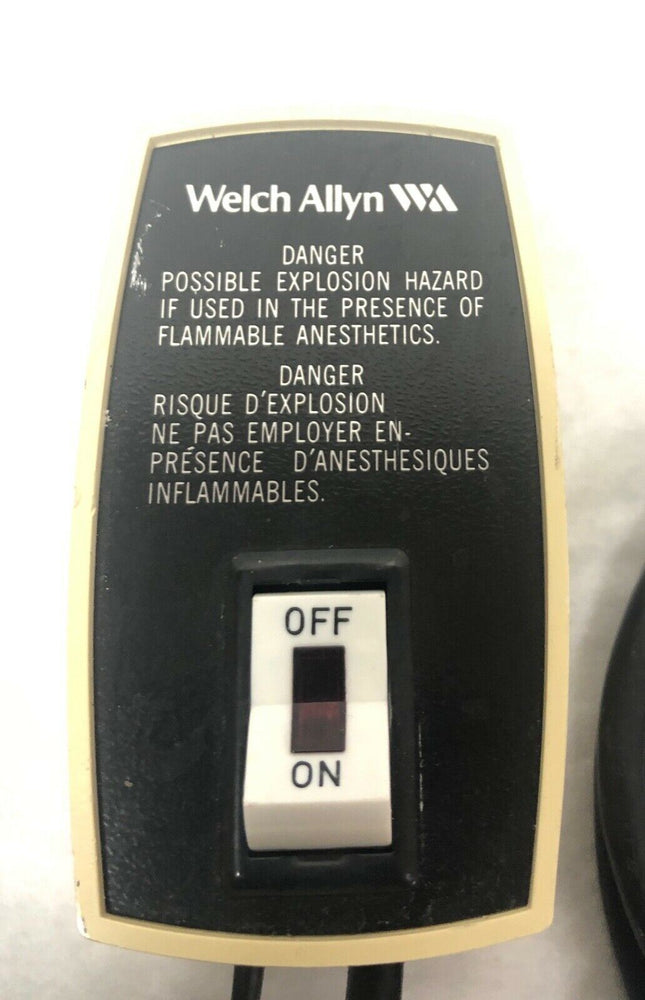 Welch Allyn WA
DANGER
POSSIBLE EXPLOSION HAZARD
IF USED IN THE PRESENCE OF
FLAMMABLE ANESTHETICS.
DANGER
RISQUE D'EXPLOSION
NE PAS EMPLOYER EN-
PRÉSENCE D'ANESTHESIQUES
INFLAMMABLES.
OFF
ON